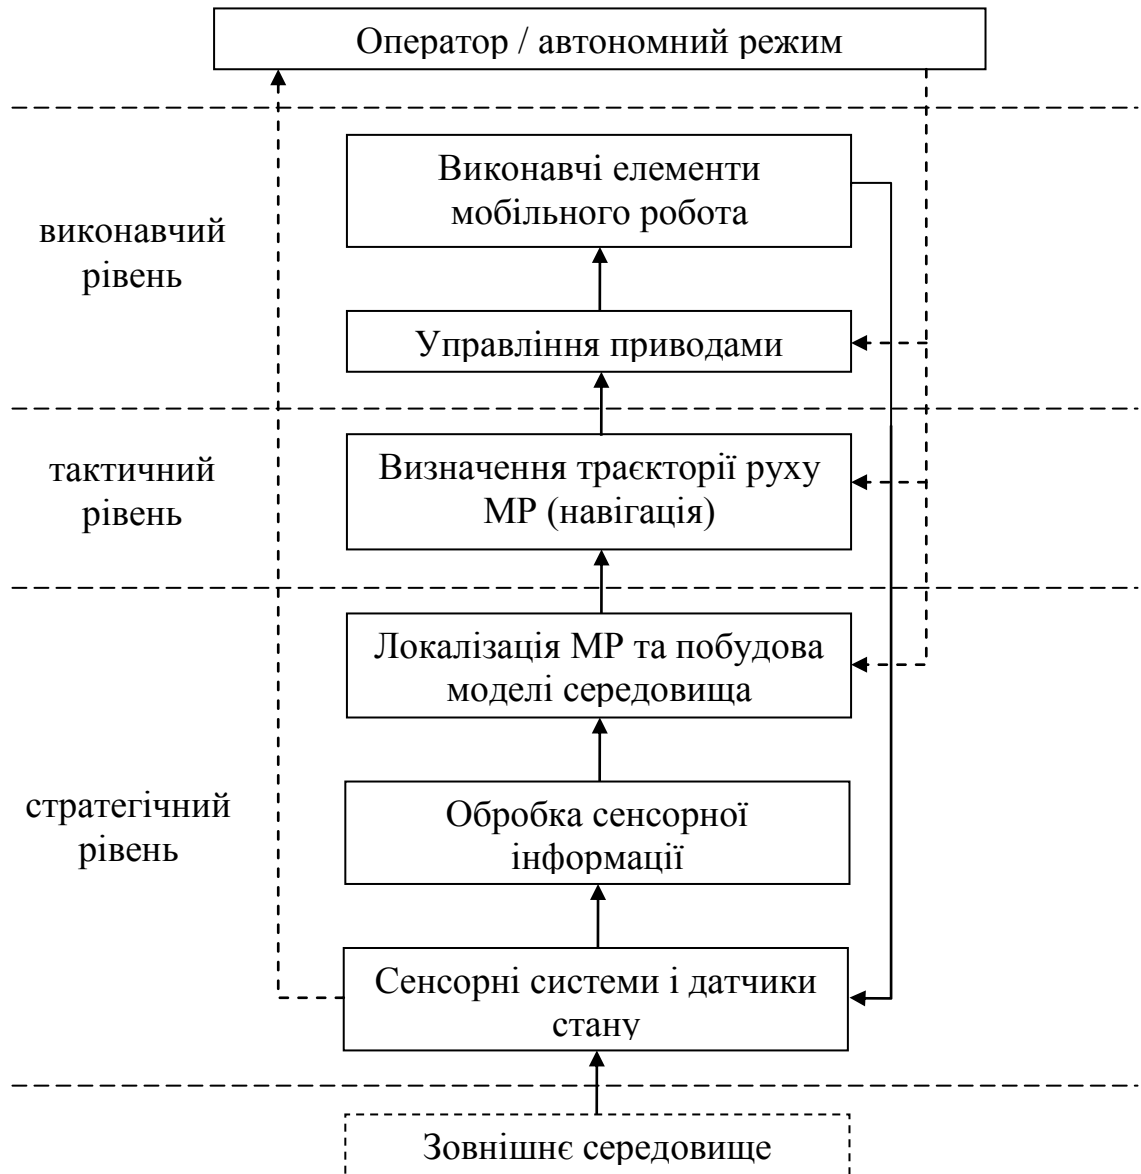 Оператор / автономний режим
виконавчий
рівень
Виконавчі елементи
мобільного робота
Управління приводами
тактичний
рівень
Визначення траєкторії руху
МР (навігація)
стратегічний
рівень
Локалізація МР та побудова
моделі середовища
Обробка сенсорної
інформації
Сенсорні системи і датчики
стану
Зовнішнє середовище